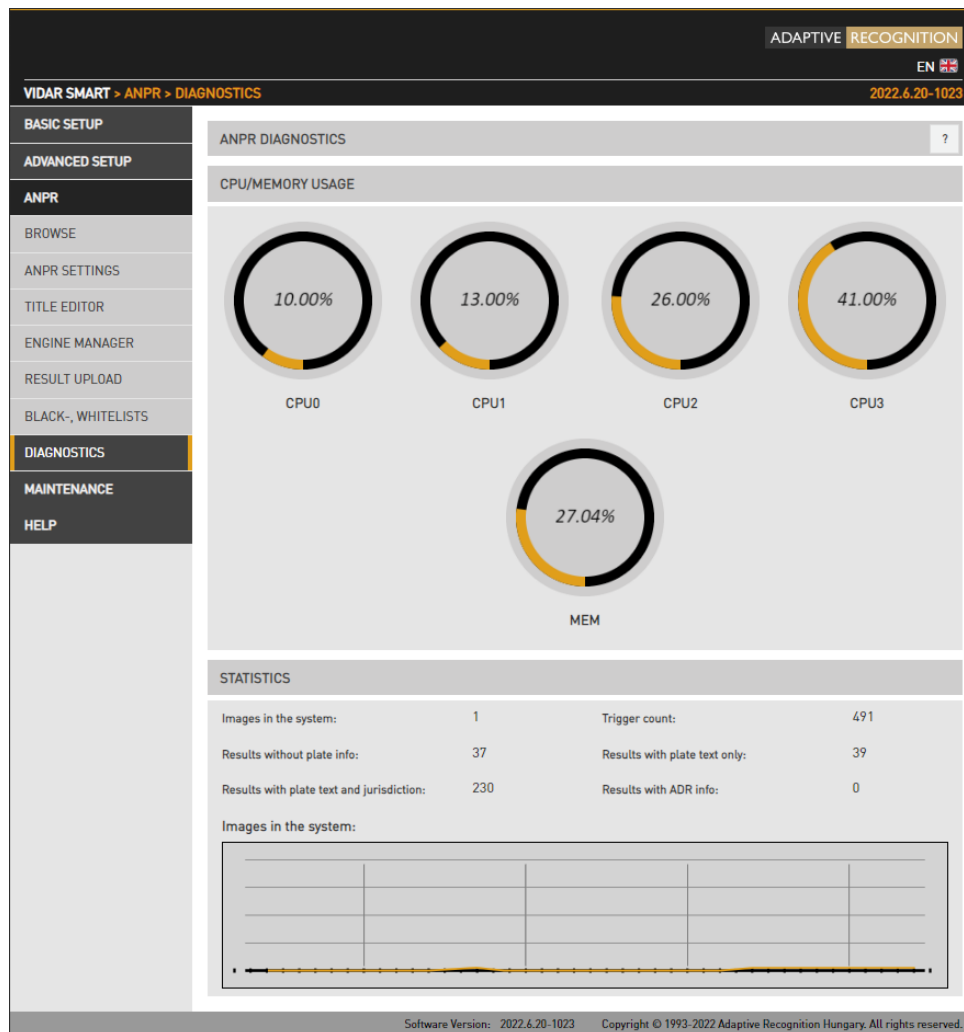 ADAPTIVE RECOGNITION
EN
VIDAR SMART > ANPR > DIAGNOSTICS 2022.6.20-1023
BASIC SETUP
ADVANCED SETUP
ANPR
BROWSE
ANPR SETTINGS
TITLE EDITOR
ENGINE MANAGER
RESULT UPLOAD
BLACK-, WHITELISTS
DIAGNOSTICS
MAINTENANCE
HELP
ANPR DIAGNOSTICS ?
CPU/MEMORY USAGE
10.00% 13.00% 26.00% 41.00%
CPU0 CPU1 CPU2 CPU3
27.04%
MEM
STATISTICS
Images in the system: 1 Trigger count: 491
Results without plate info: 37 Results with plate text only: 39
Results with plate text and jurisdiction: 230 Results with ADR info: 0
Images in the system:
Software Version: 2022.6.20-1023 Copyright © 1993-2022 Adaptive Recognition Hungary. All rights reserved.